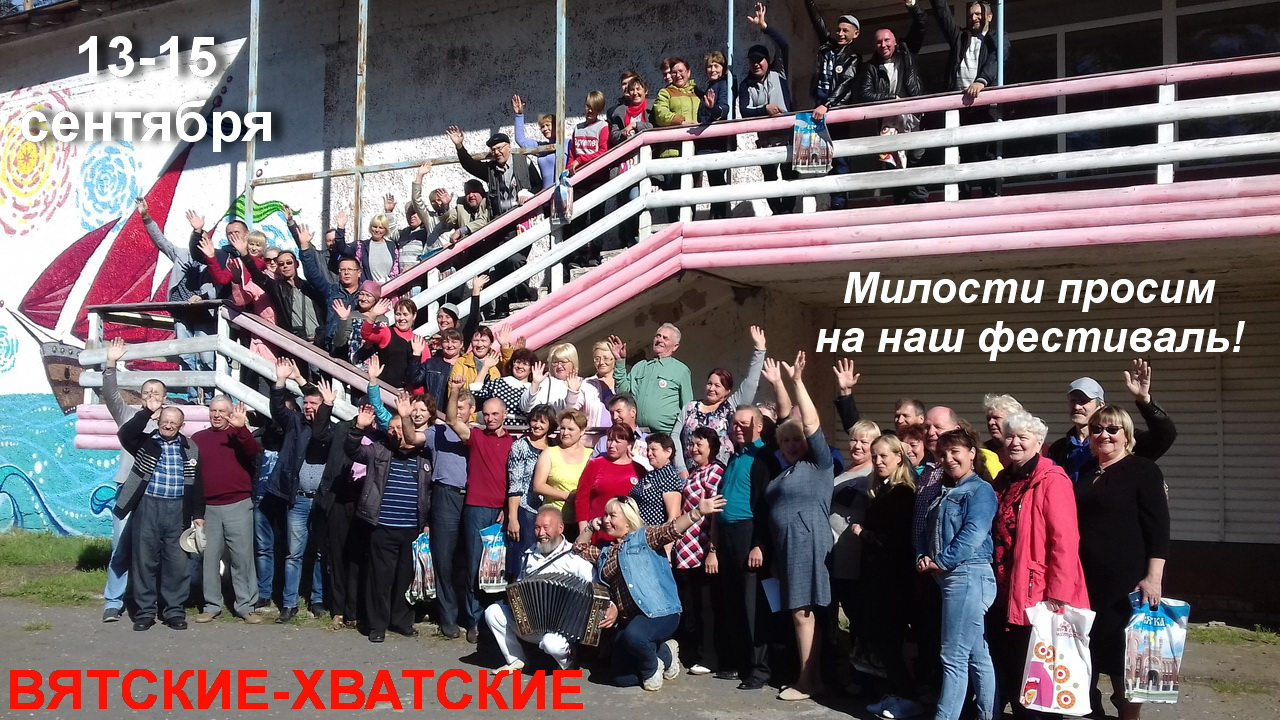 13-15
сентября
Милости просим
на наш фестиваль!
ВЯТСКИЕ-ХВАТСКИЕ